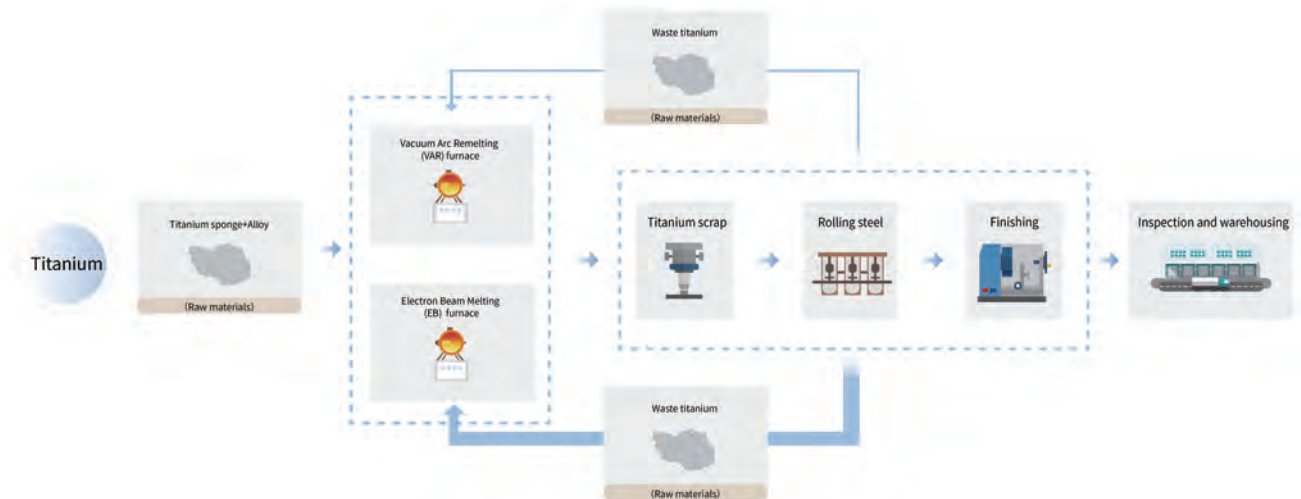 Titanium
Titanium sponge+Alloy
(Raw materials)
Vacuum Arc Remelting
(VAR) furnace
Electron Beam Melting
(EB) furnace
Waste titanium
(Raw materials)
Titanium scrap
Rolling steel
Finishing
Inspection and warehousing
Waste titanium
(Raw materials)